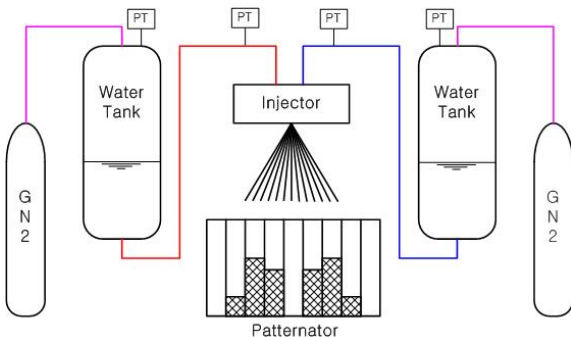 PT
PT
PT
PT
Water
Tank
Injector
Water
Tank
G
N
2
G
N
2
Patternator